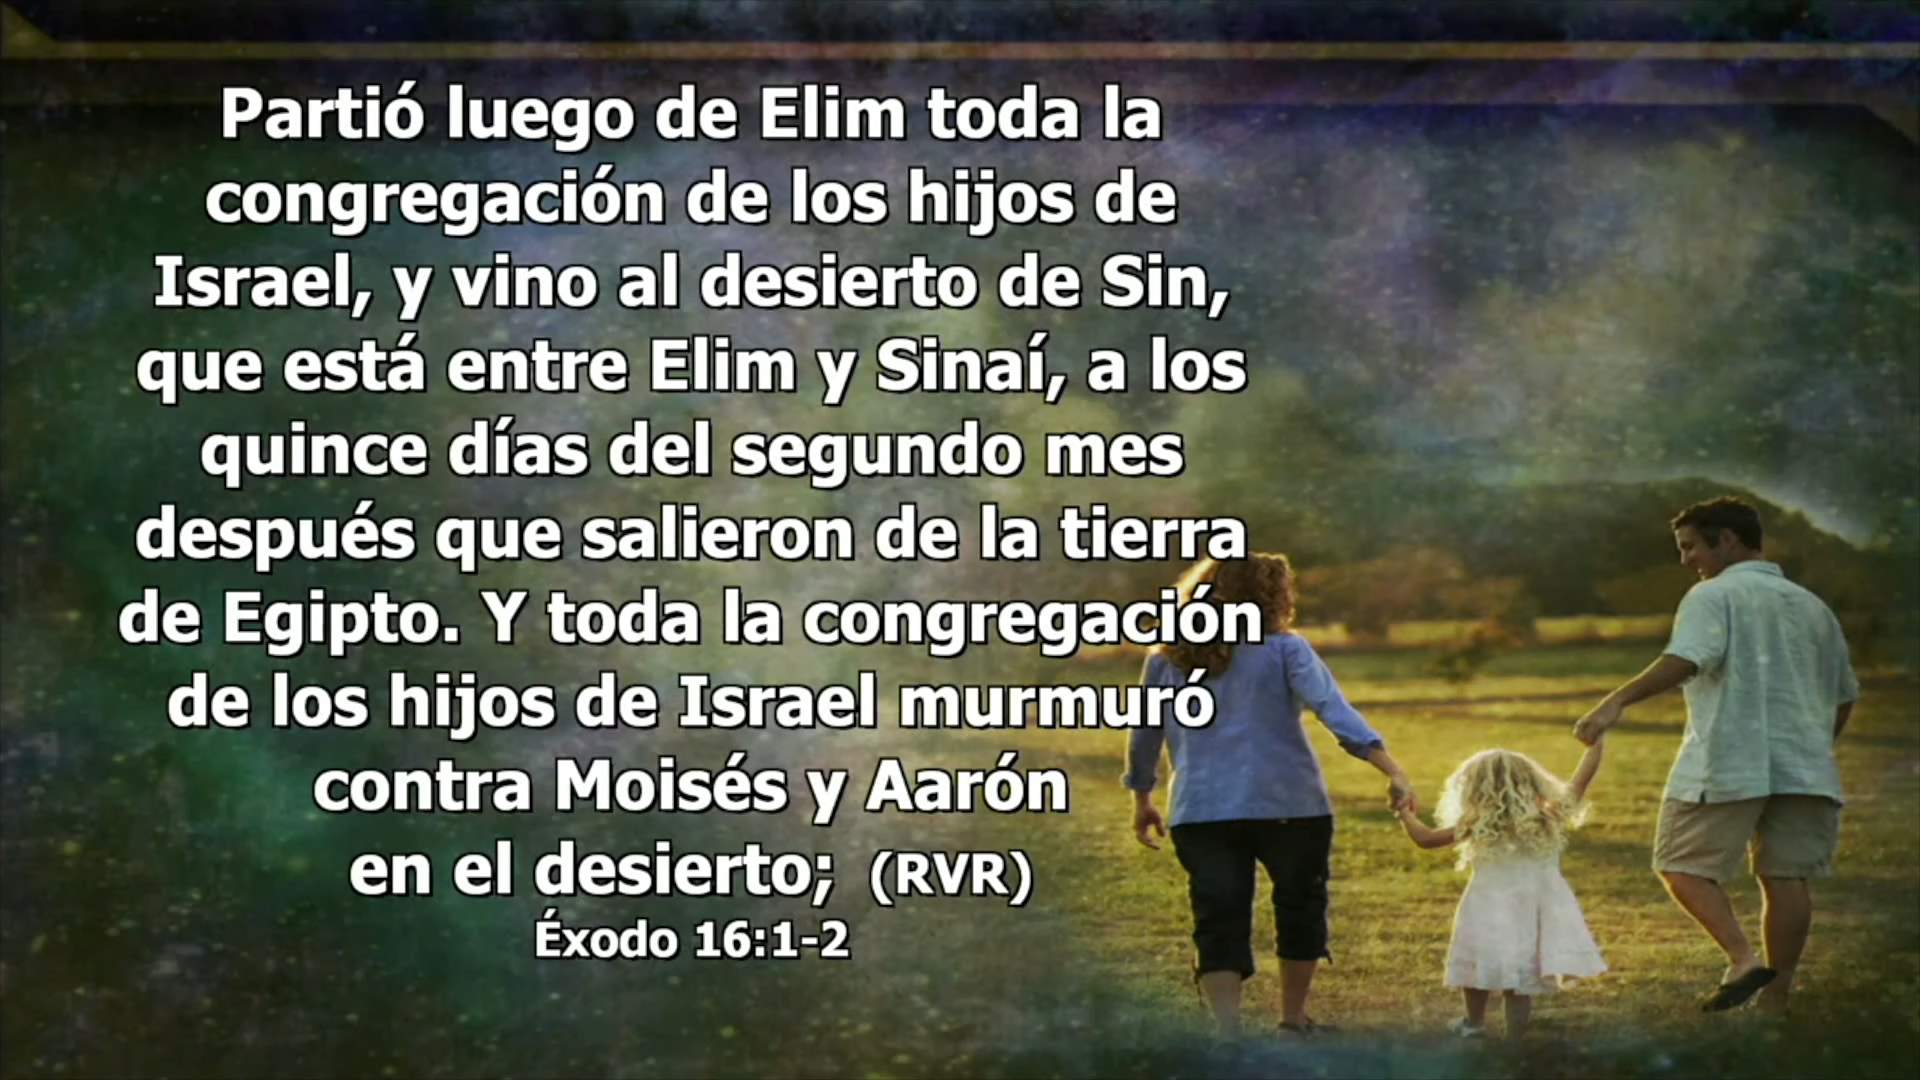 Partió luego de Elim toda la
congregación de los hijos de
Israel, y vino al desierto de Sin,
que está entre Elim y Sinaí, a los
quince días del segundo mes
después que salieron de la tierra
de Egipto. Y toda la congregación
de los hijos de Israel murmuró
contra Moisés y Aarón
en el desierto; (RVR)
Éxodo 16:1-2